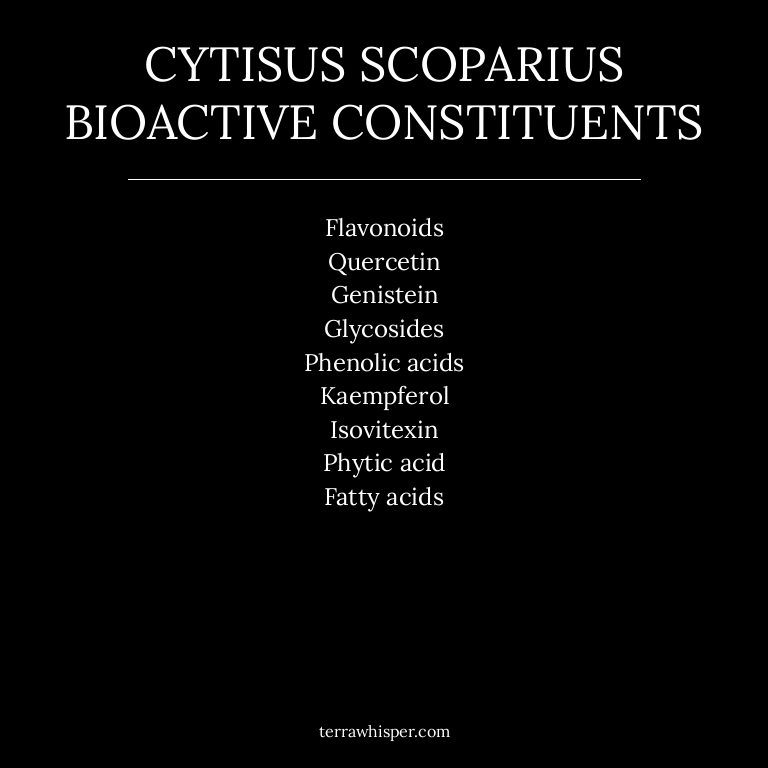 CYTISUS SCOPARIUS
BIOACTIVE CONSTITUENTS
Flavonoids
Quercetin
Genistein
Glycosides
Phenolic acids
Kaempferol
Isovitexin
Phytic acid
Fatty acids
terrawhisper.com